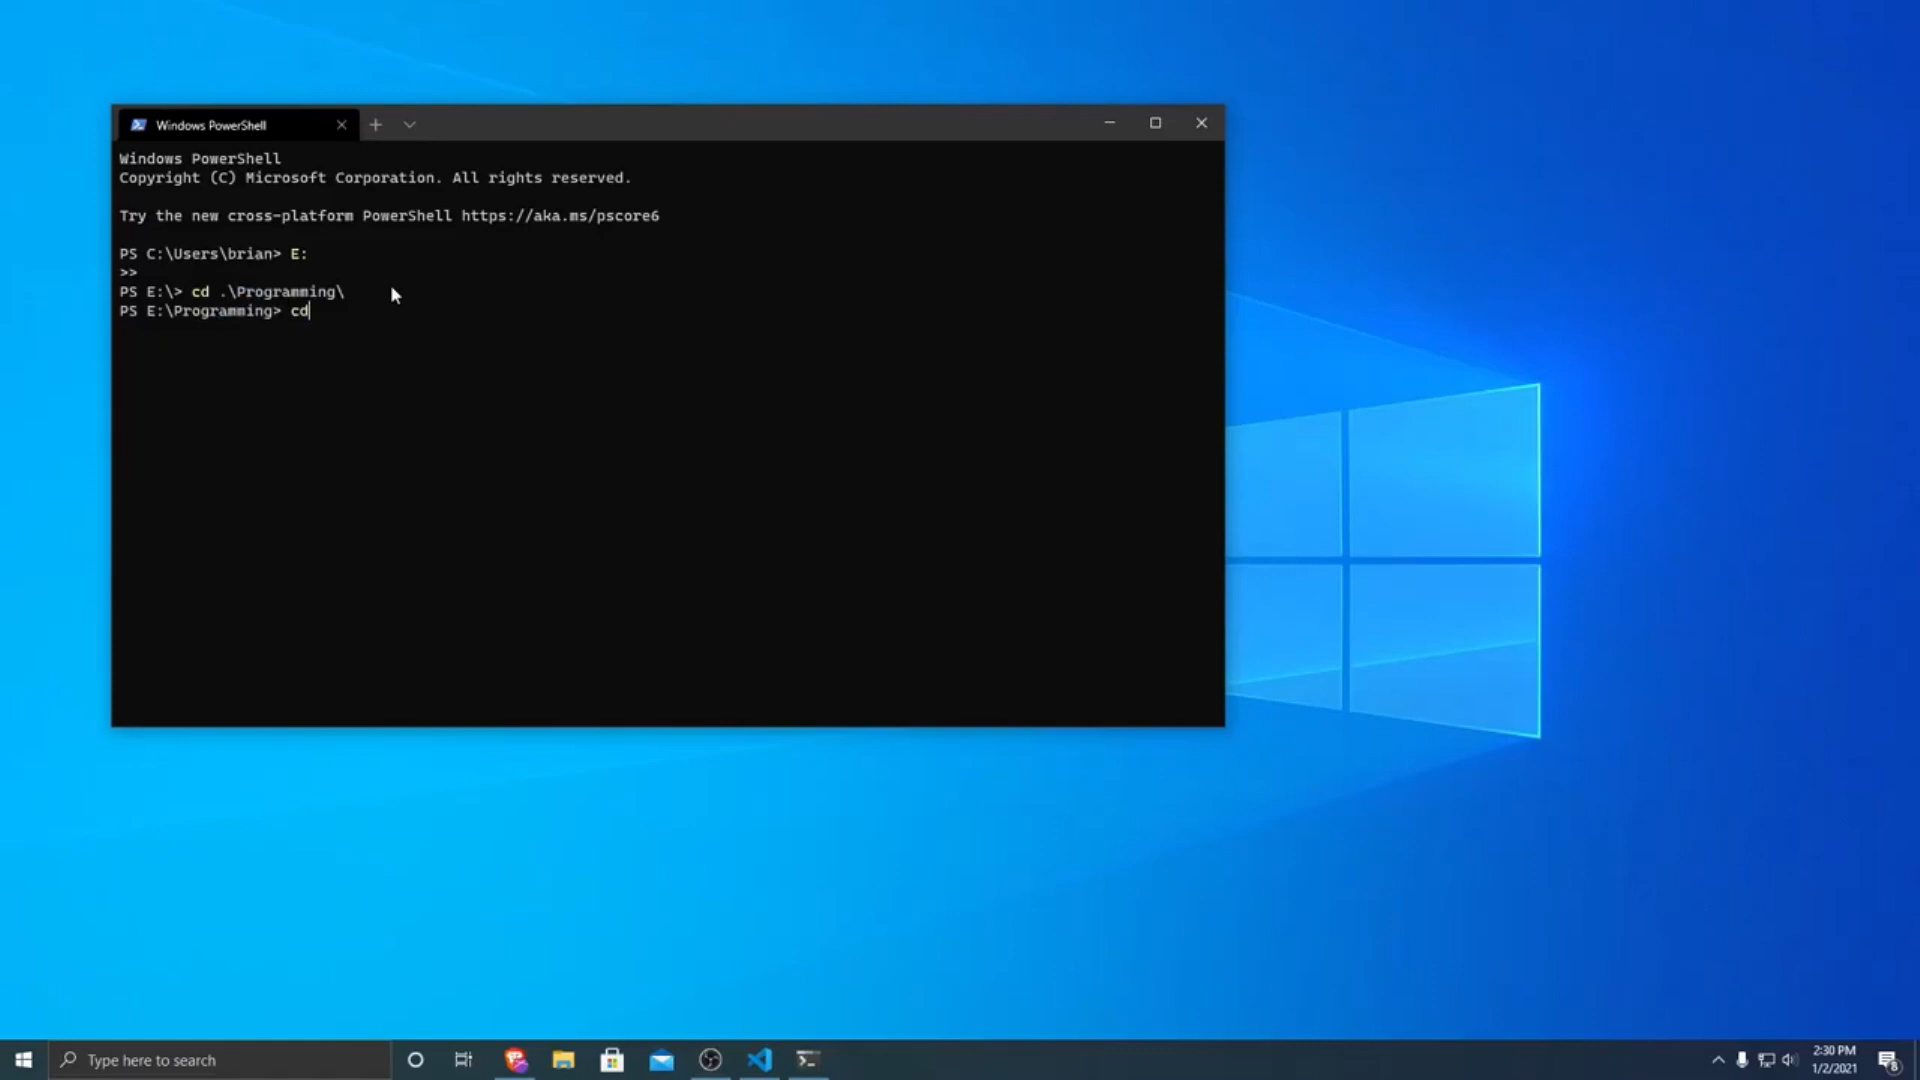 Windows PowerShell
Windows PowerShell
Copyright (C) Microsoft Corporation. All rights reserved.
Try the new cross-platform PowerShell https://aka.ms/pscore6
PS C:\Users\brian> E:
>>
PS E:\> cd .\Programming\
PS E:\Programming> cd
Type here to search
2:30 PM
1/2/2021
8